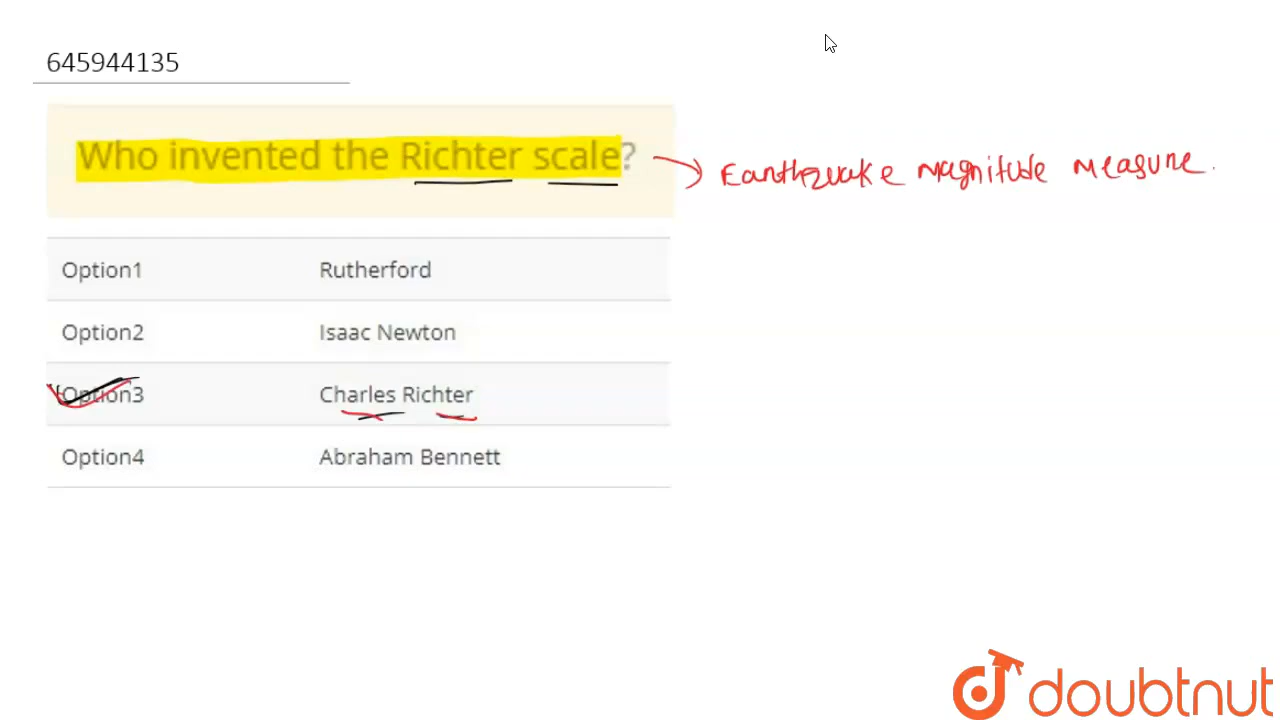 645944135
Who invented the Richter scale?
Earthquake Magnitude Measure.
Option1 Rutherford
Option2 Isaac Newton
Option3 Charles Richter
Option4 Abraham Bennett
doubtnut